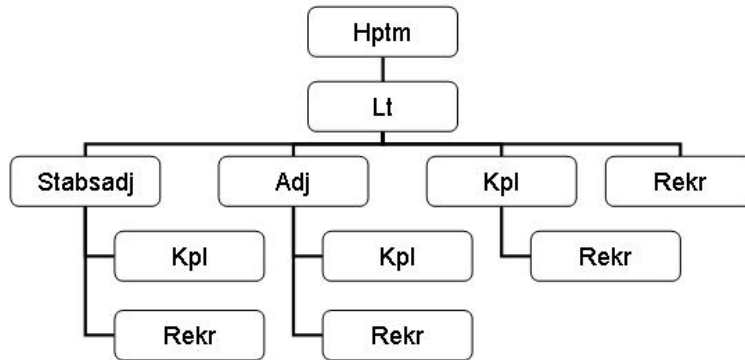 Hptm
Lt
Stabsadj
Adj
Kpl
Rekr
Kpl
Kpl
Rekr
Rekr
Rekr